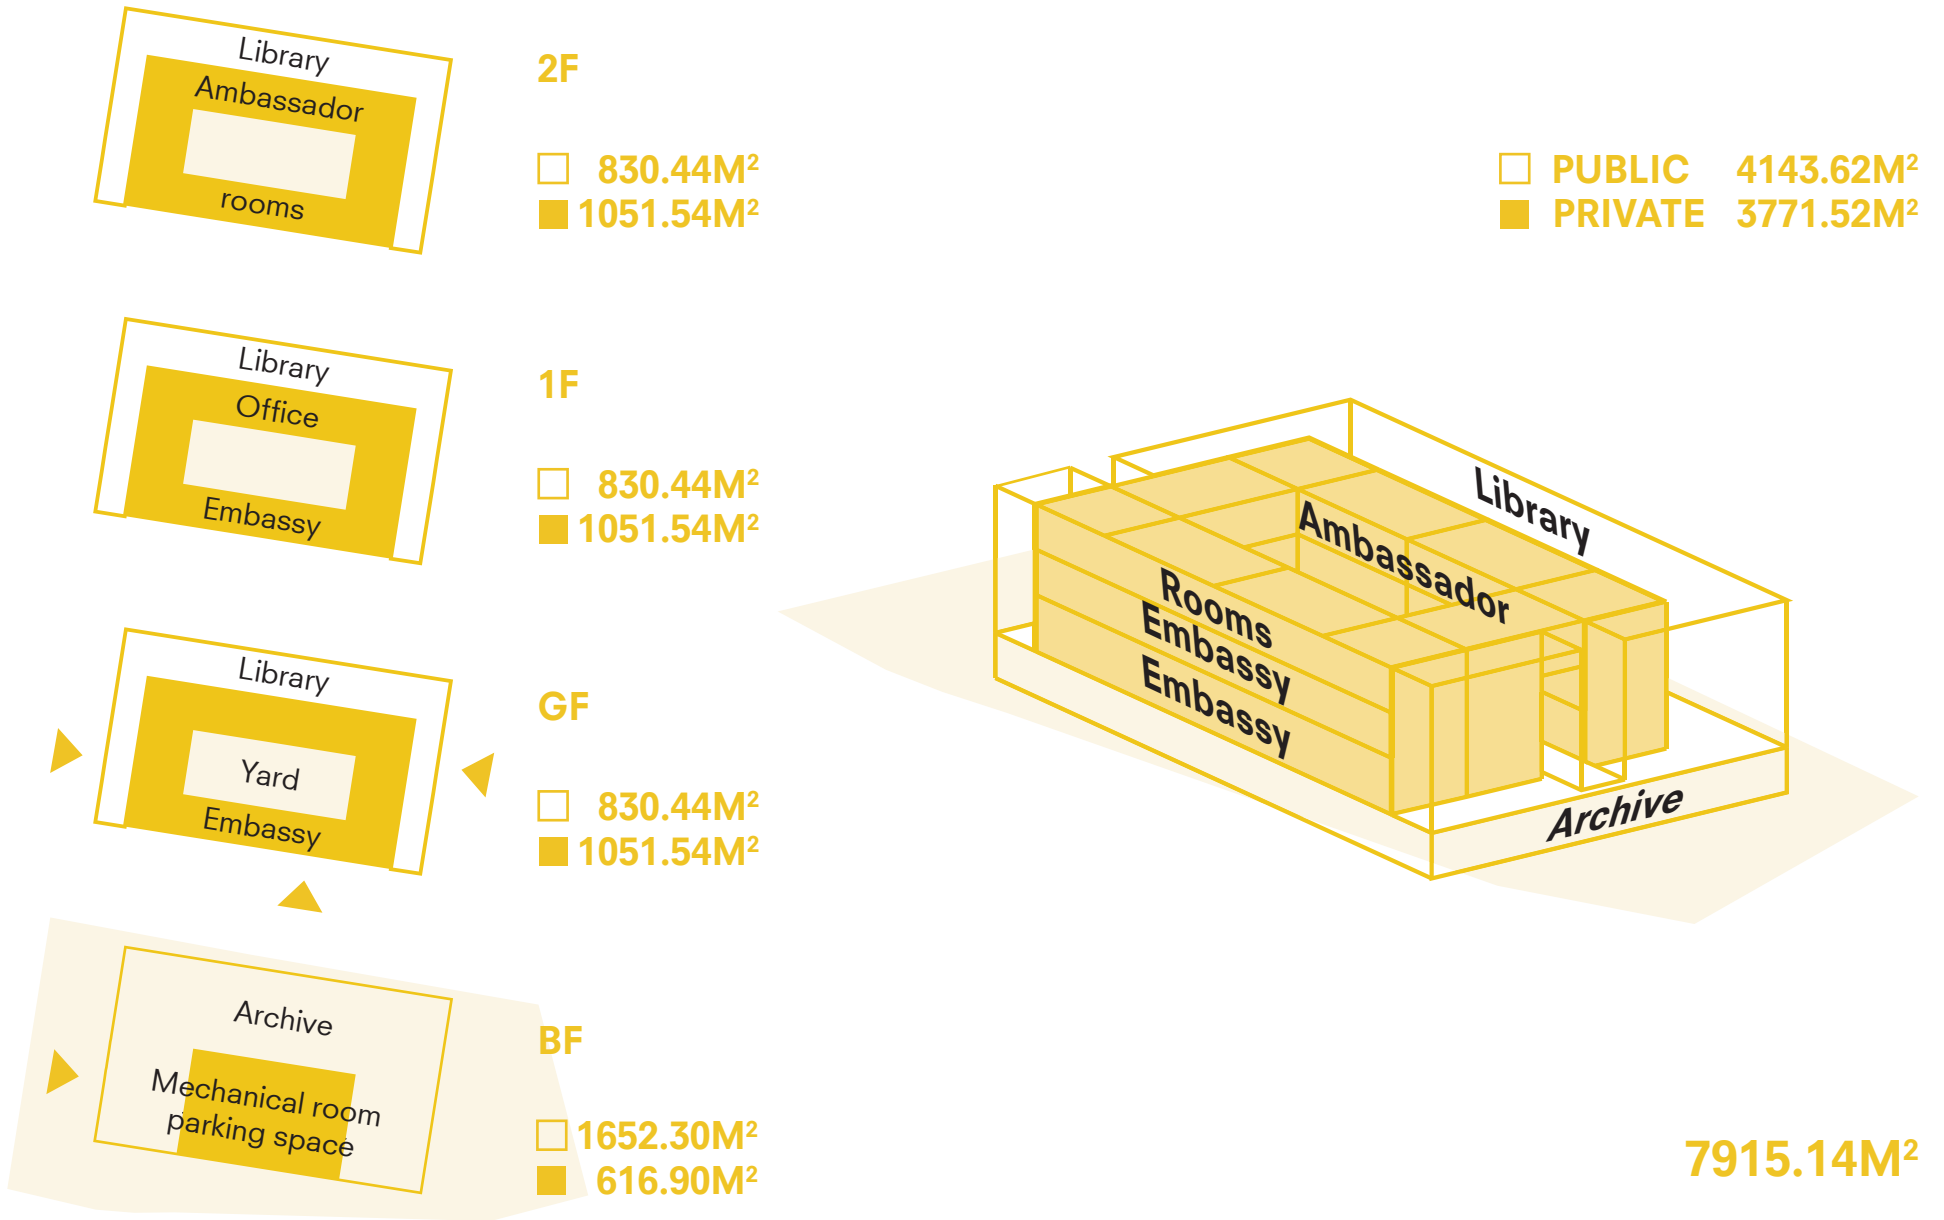 Library
Ambassador
rooms
2F
830.44M²
1051.54M²
Library
Office
Embassy
1F
830.44M²
1051.54M²
Library
Yard
Embassy
GF
830.44M²
1051.54M²
Archive
Mechanical room
parking space
BF
1652.30M²
616.90M²
PUBLIC 4143.62M²
PRIVATE 3771.52M²
Library
Ambassador
Rooms
Embassy
Embassy
Archive
7915.14M²